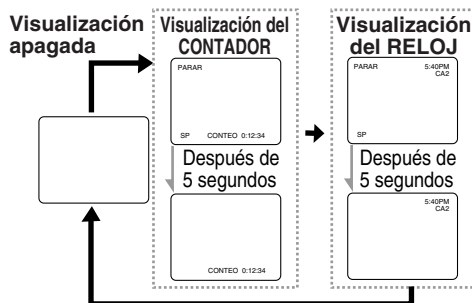 Visualización
apagada
Visualización del
CONTADOR
PARAR
SP CONTEO 0:12:34
Después de
5 segundos
CONTEO 0:12:34
Visualización
del RELOJ
PARAR 5:40PM
CA2
SP
Después de
5 segundos
5:40PM
CA2